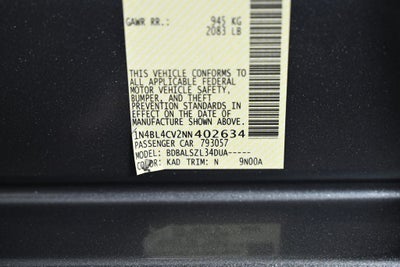 GAWR RR.: 945 KG
2083 LB
THIS VEHICLE CONFORMS TO
ALL APPLICABLE FEDERAL
MOTOR VEHICLE SAFETY,
BUMPER, AND THEFT
PREVENTION STANDARDS
IN EFFECT ON THE DATE
OF MANUFACTURE SHOWN ABOVE.
1N4BL4CV2NN402634
PASSENGER CAR 793057
MODEL: BDBALSZL34DUA-----
COLOR: KAD TRIM: N 9N00A